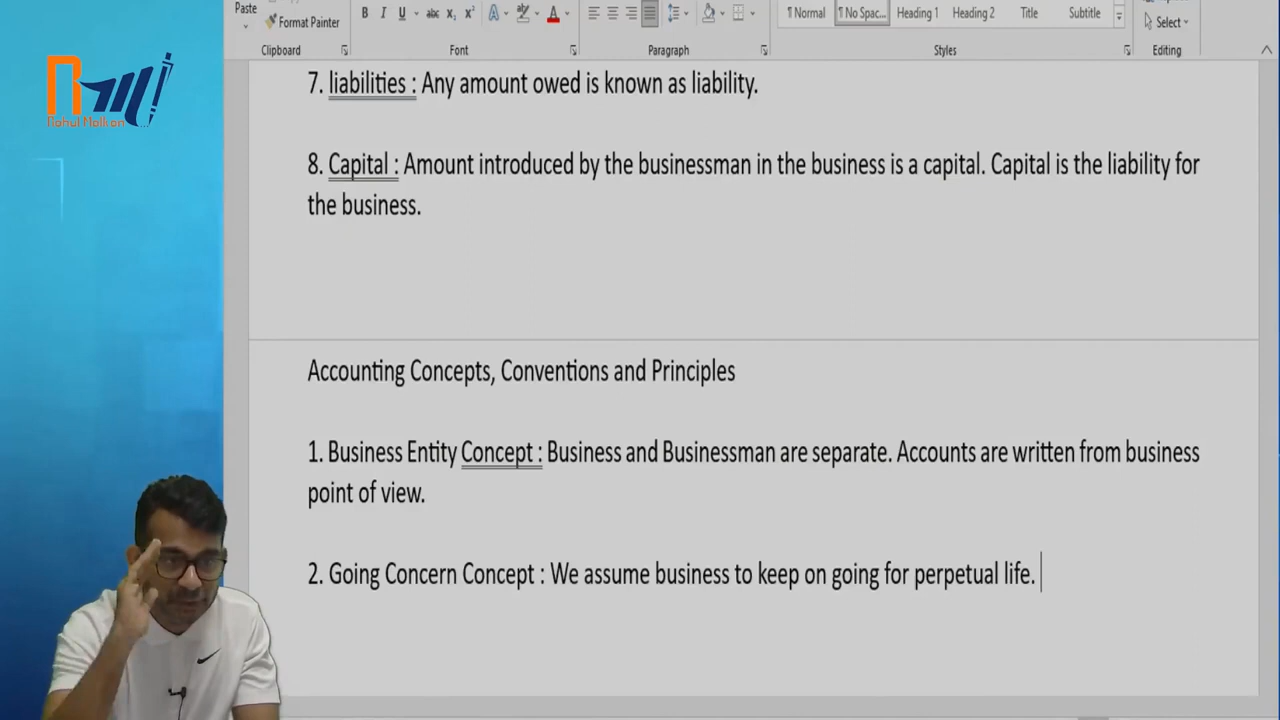 Paste
Format Painter
B I U abc x₁ x² A A
¶ Normal ¶ No Spac... Heading 1 Heading 2 Title Subtitle
Select
Clipboard Font Paragraph Styles Editing
7. liabilities : Any amount owed is known as liability.
8. Capital : Amount introduced by the businessman in the business is a capital. Capital is the liability for
the business.
Accounting Concepts, Conventions and Principles
1. Business Entity Concept : Business and Businessman are separate. Accounts are written from business
point of view.
2. Going Concern Concept : We assume business to keep on going for perpetual life.